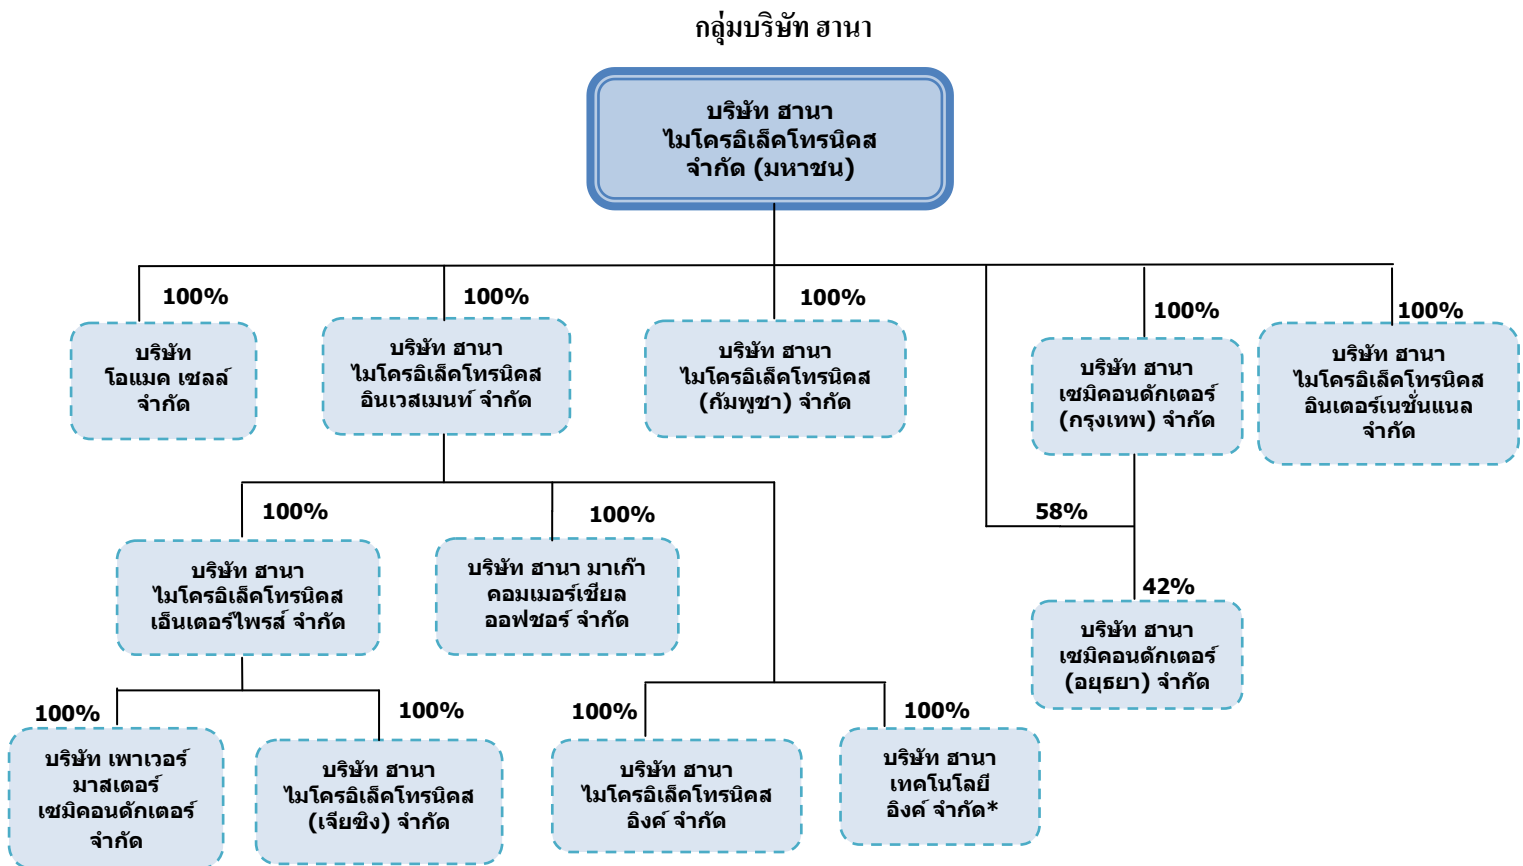 กลุ่มบริษัท ฮานา
บริษัท ฮานา
ไมโครอิเล็คโทรนิคส
จำกัด (มหาชน)
100%
100%
100%
100%
100%
บริษัท
โอแมค เซลล์
จำกัด
บริษัท ฮานา
ไมโครอิเล็คโทรนิคส
อินเวสเมนท์ จำกัด
บริษัท ฮานา
ไมโครอิเล็คโทรนิคส
(กัมพูชา) จำกัด
บริษัท ฮานา
เซมิคอนดักเตอร์
(กรุงเทพ) จำกัด
บริษัท ฮานา
ไมโครอิเล็คโทรนิคส
อินเตอร์เนชั่นแนล
จำกัด
100%
100%
58%
บริษัท ฮานา
ไมโครอิเล็คโทรนิคส
เอ็นเตอร์ไพรส์ จำกัด
บริษัท ฮานา มาเก๊า
คอมเมอร์เชียล
ออฟชอร์ จำกัด
42%
บริษัท ฮานา
เซมิคอนดักเตอร์
(อยุธยา) จำกัด
100%
100%
100%
100%
บริษัท เพาเวอร์
มาสเตอร์
เซมิคอนดักเตอร์
จำกัด
บริษัท ฮานา
ไมโครอิเล็คโทรนิคส
(เจียซิง) จำกัด
บริษัท ฮานา
ไมโครอิเล็คโทรนิคส
อิงค์ จำกัด
บริษัท ฮานา
เทคโนโลยี
อิงค์ จำกัด*